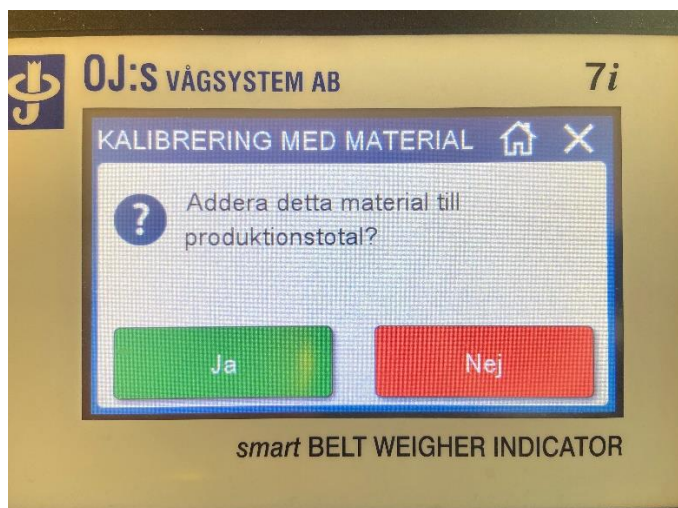 OJ:S VÅGSYSTEM AB 7i
KALIBRERING MED MATERIAL
? Addera detta material till
produktionstotal?
Ja Nej
smart BELT WEIGHER INDICATOR